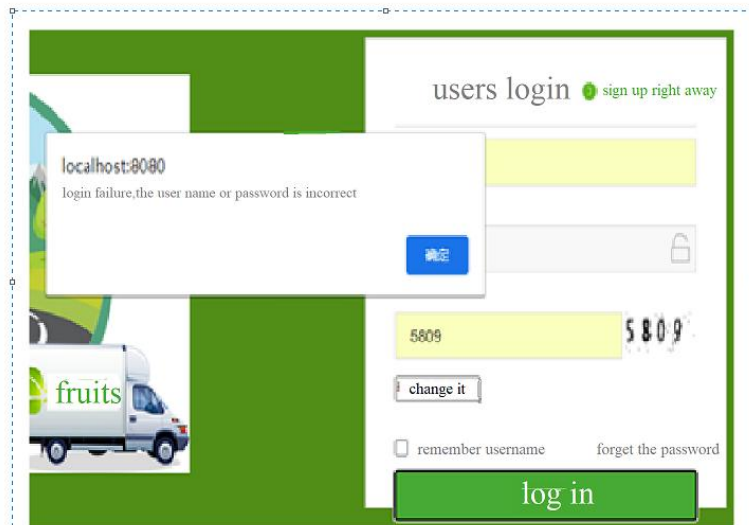 users login
sign up right away
localhost:8080
login failure,the user name or password is incorrect
确定
5809
5809
change it
fruits
remember username
forget the password
log in